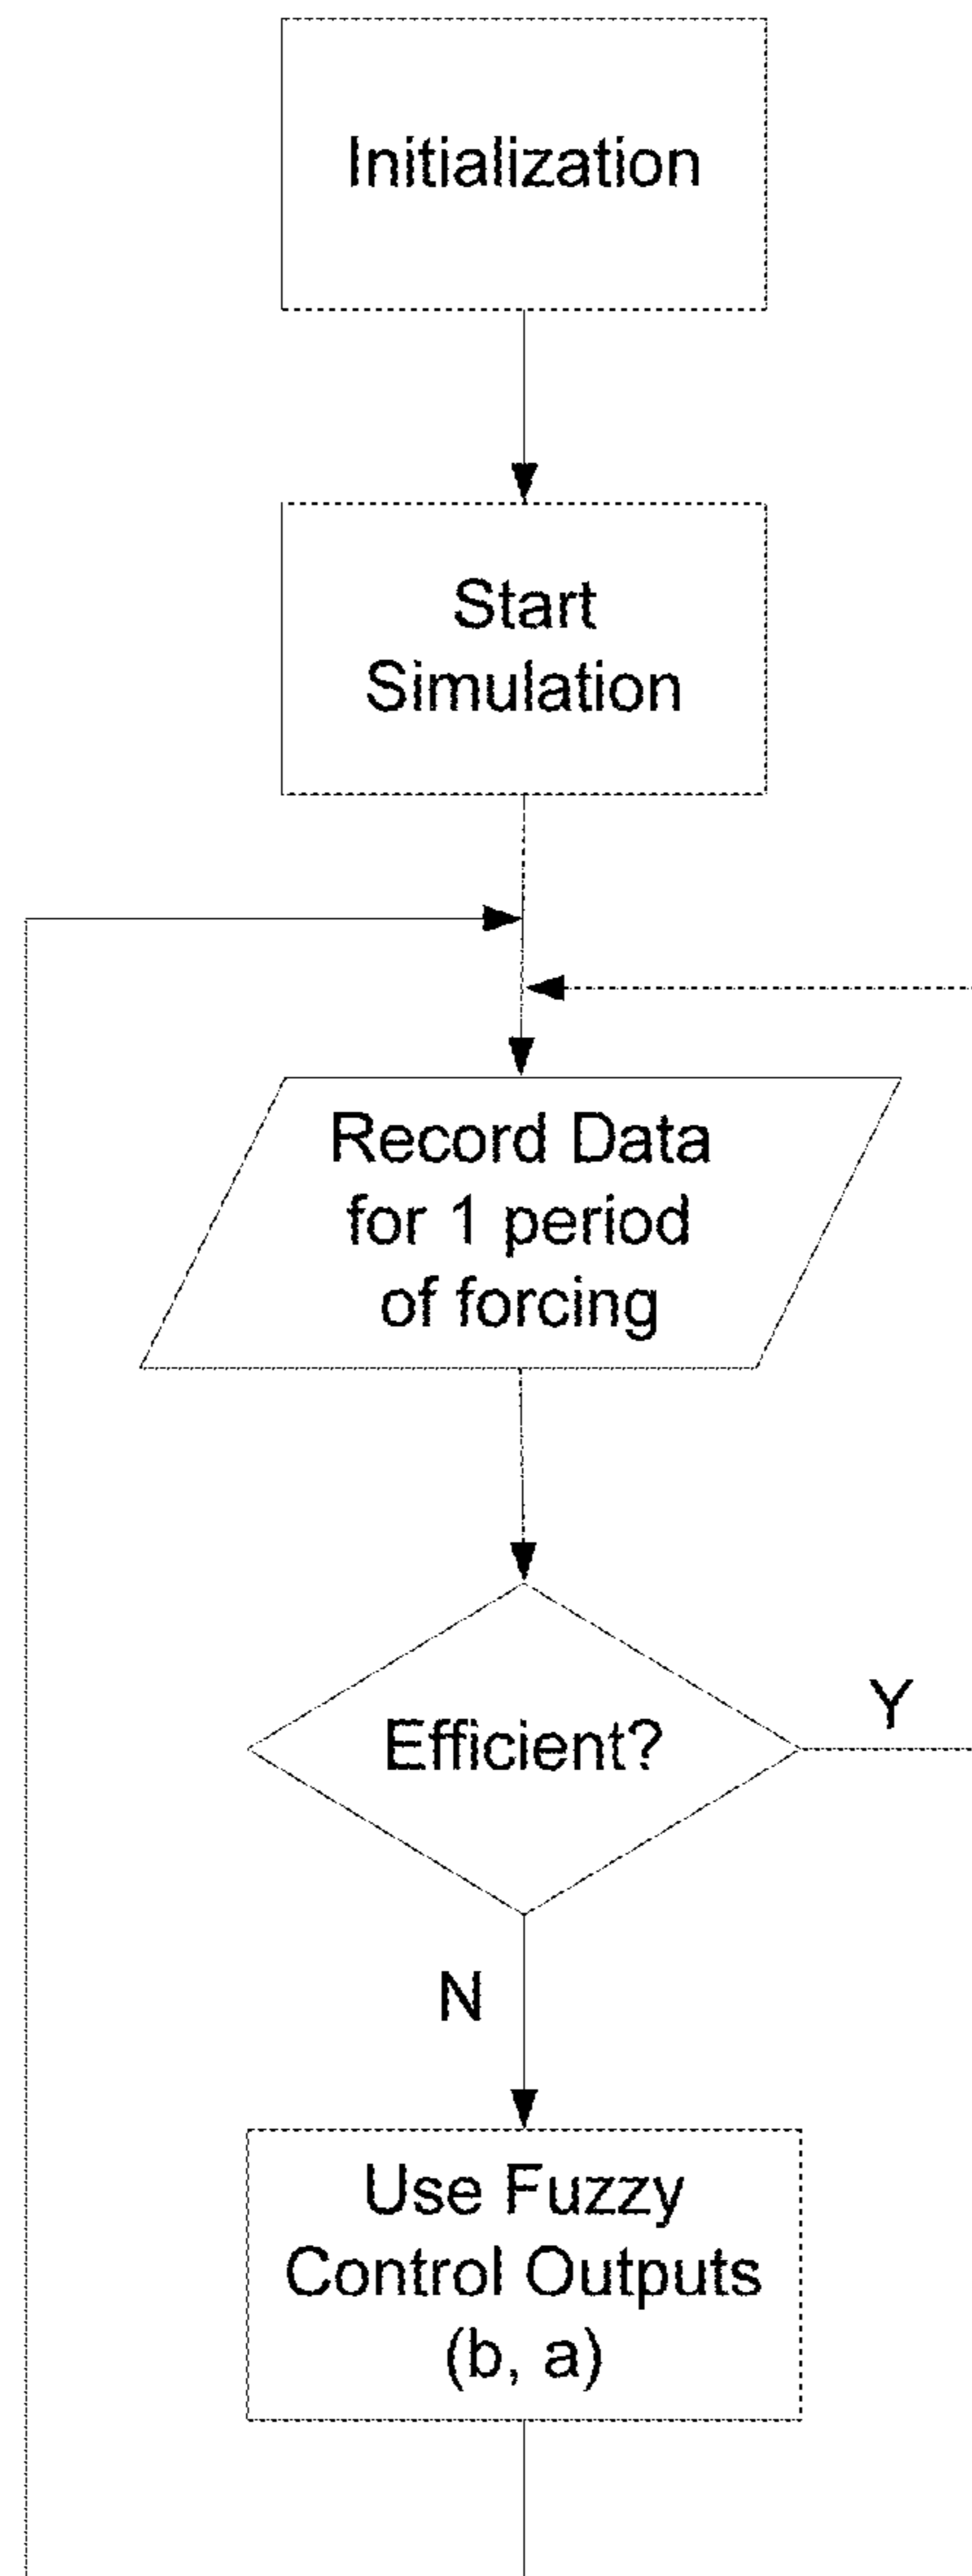 Initialization
Start
Simulation
Record Data
for 1 period
of forcing
Efficient?
Y
N
Use Fuzzy
Control Outputs
(b, a)